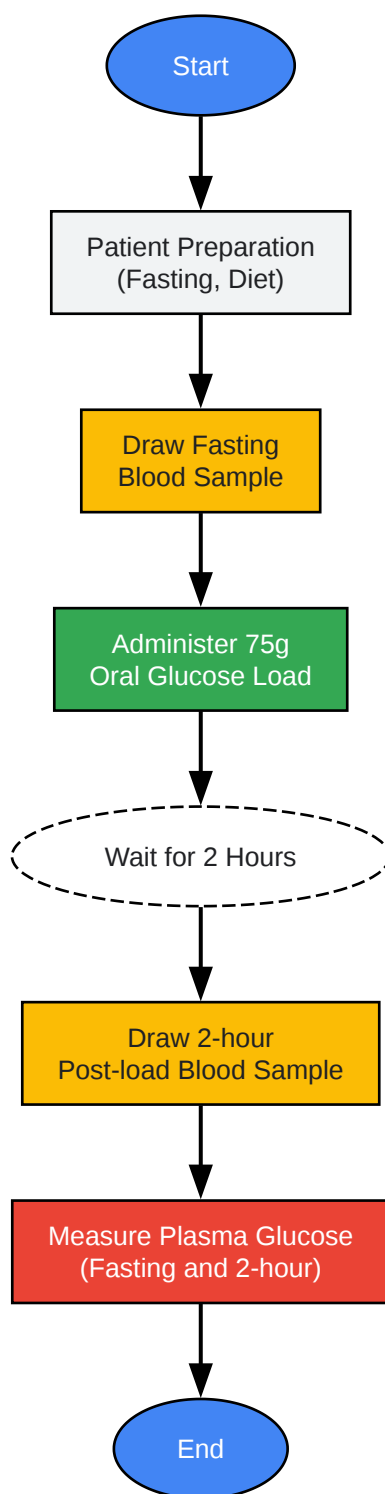 Start
Patient Preparation
(Fasting, Diet)
Draw Fasting
Blood Sample
Administer 75g
Oral Glucose Load
Wait for 2 Hours
Draw 2-hour
Post-load Blood Sample
Measure Plasma Glucose
(Fasting and 2-hour)
End